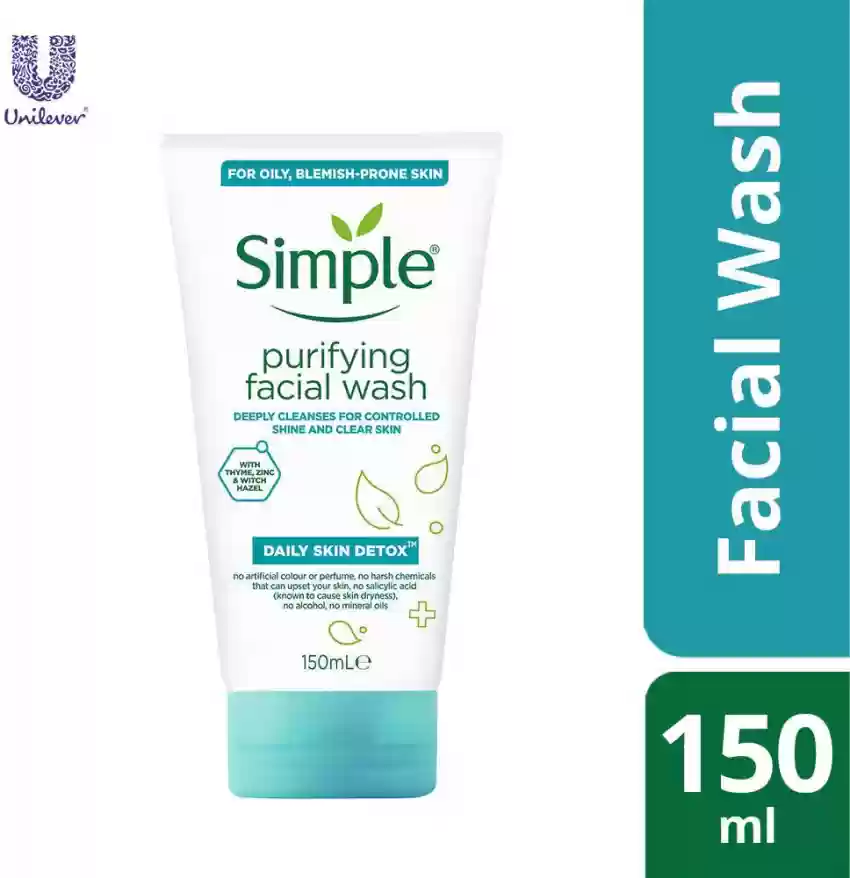 Unilever®
FOR OILY, BLEMISH-PRONE SKIN
Simple®
purifying
facial wash
DEEPLY CLEANSES FOR CONTROLLED
SHINE AND CLEAR SKIN
WITH
THYME, ZINC
& WITCH
HAZEL
DAILY SKIN DETOX™
no artificial colour or perfume, no harsh chemicals
that can upset your skin, no salicylic acid
(known to cause skin dryness),
no alcohol, no mineral oils
150mL℮
Facial Wash
150
ml